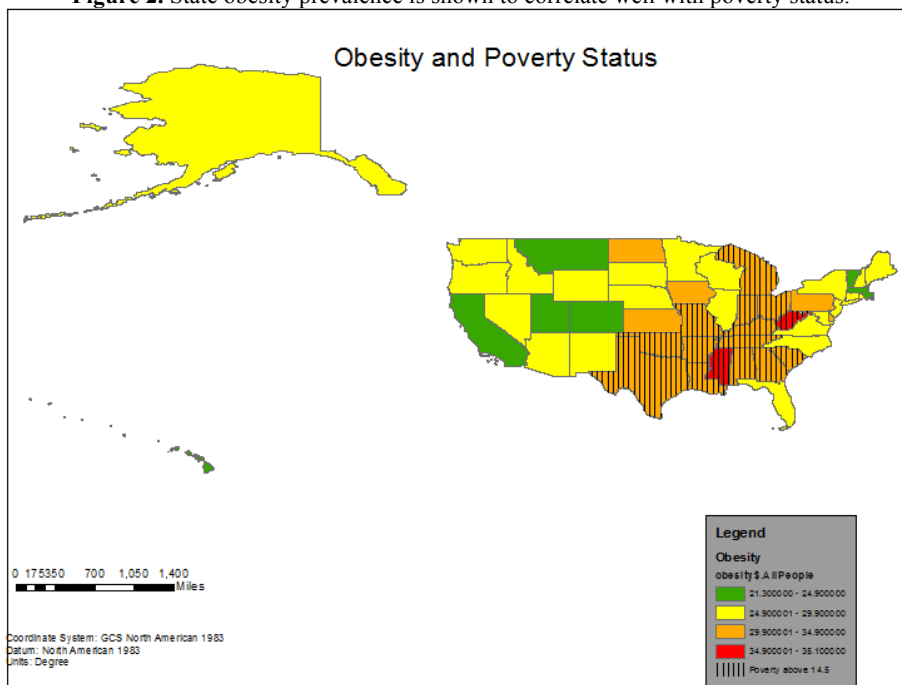 Figure 2. State obesity prevalence is shown to correlate well with poverty status.
Obesity and Poverty Status
Legend
Obesity
obesity$.AllPeople
21.300000 - 24.900000
24.900001 - 29.900000
29.900001 - 34.900000
34.900001 - 35.100000
Poverty above 14.5
0 175350 700 1,050 1,400
Miles
Coordinate System: GCS North American 1983
Datum: North American 1983
Units: Degree